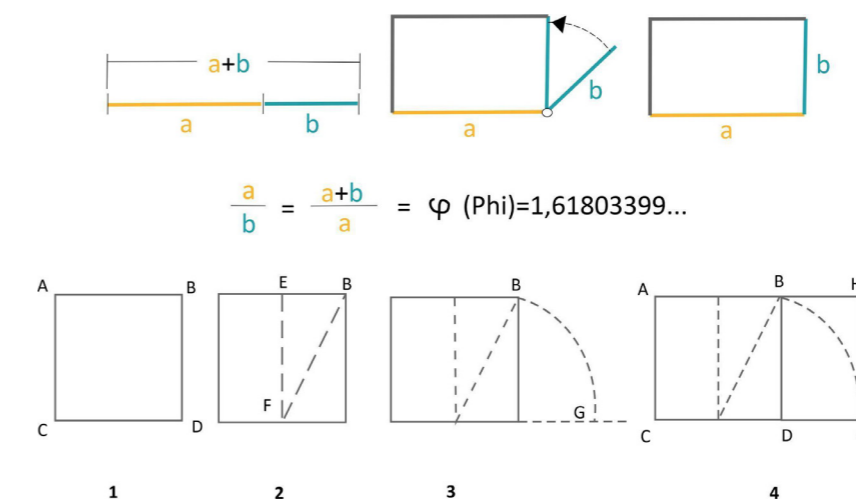 a+b
a b
b
a
b
a
a = a+b = φ (Phi)=1,61803399...
b a
A B
C D
E B
F
B
G
A B H
C D
1 2 3 4